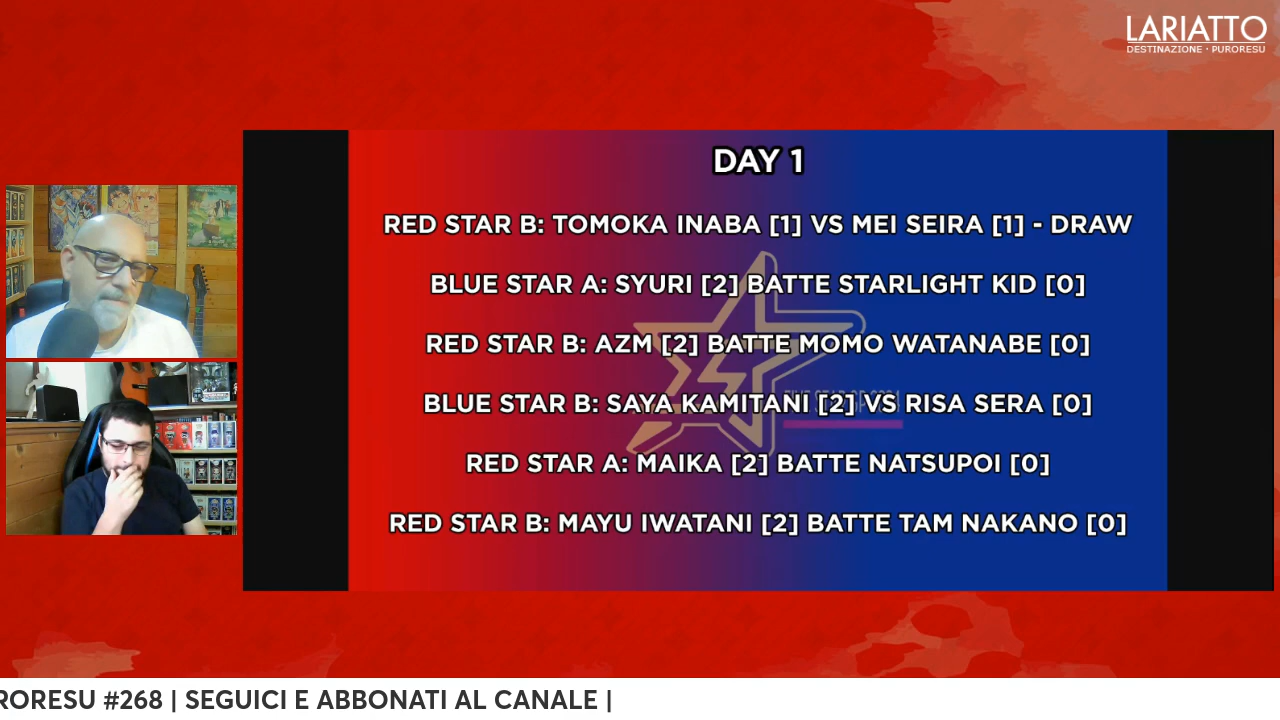 LARIATTO
DESTINAZIONE • PURORESU
DAY 1
RED STAR B: TOMOKA INABA [1] VS MEI SEIRA [1] - DRAW
BLUE STAR A: SYURI [2] BATTE STARLIGHT KID [0]
RED STAR B: AZM [2] BATTE MOMO WATANABE [0]
BLUE STAR B: SAYA KAMITANI [2] VS RISA SERA [0]
RED STAR A: MAIKA [2] BATTE NATSUPOI [0]
RED STAR B: MAYU IWATANI [2] BATTE TAM NAKANO [0]
RORESU #268 | SEGUICI E ABBONATI AL CANALE |